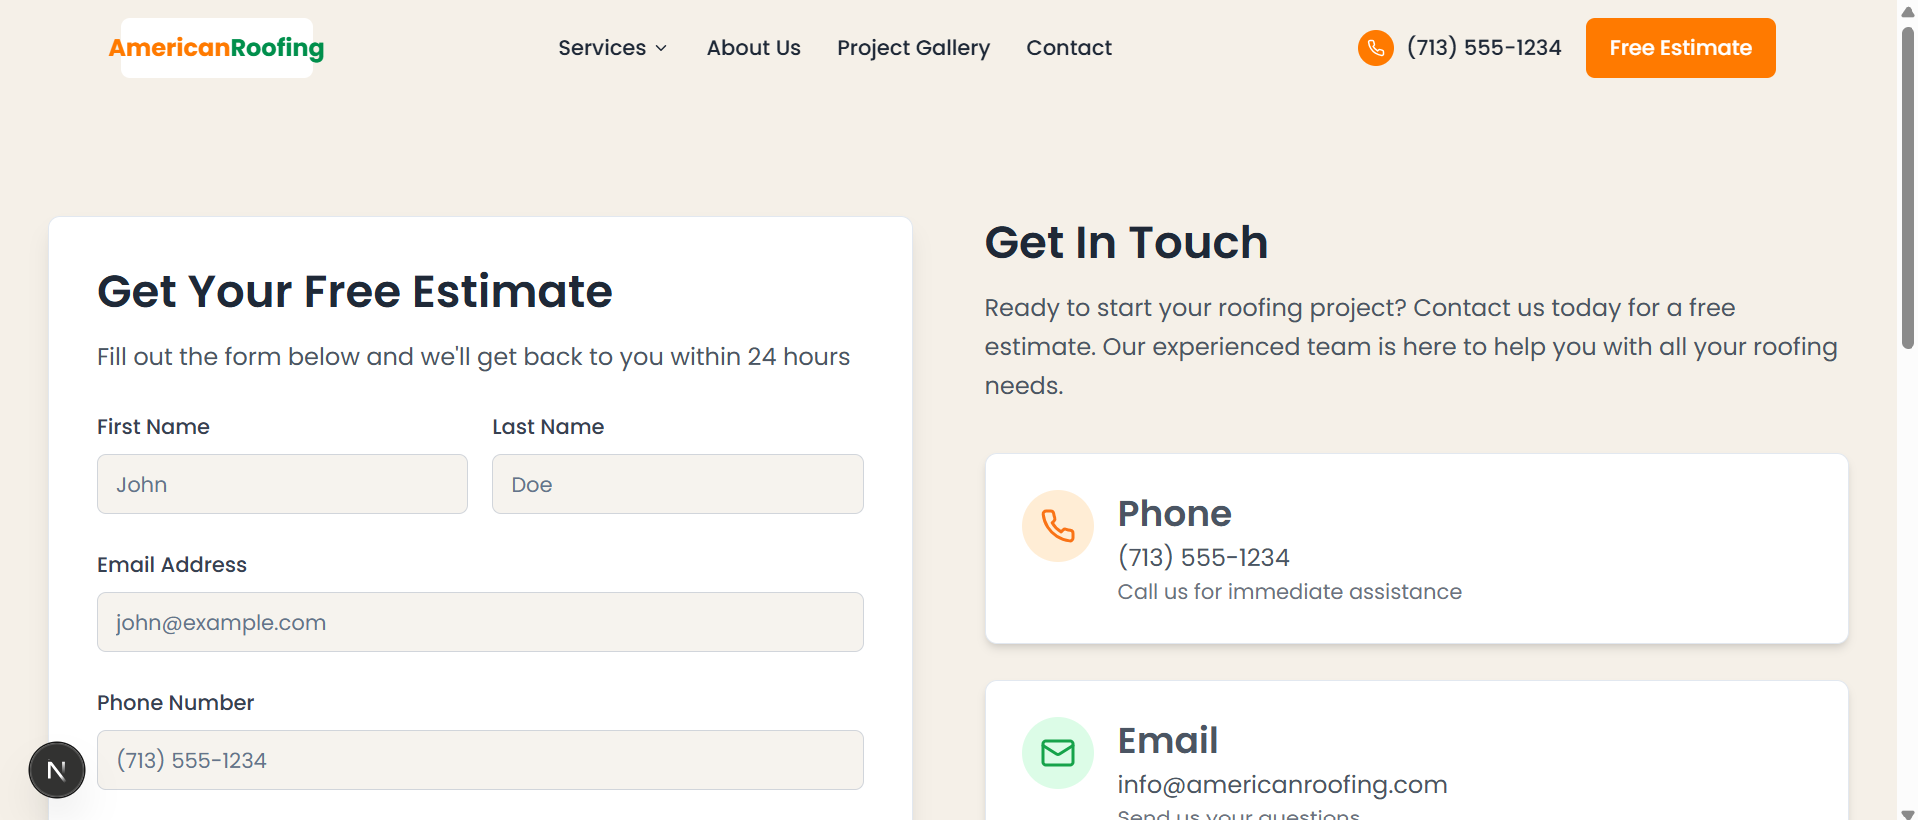 AmericanRoofing
Services
About Us
Project Gallery
Contact
(713) 555-1234
Free Estimate
Get Your Free Estimate
Fill out the form below and we'll get back to you within 24 hours
First Name
Last Name
John
Doe
Email Address
john@example.com
Phone Number
(713) 555-1234
N
Get In Touch
Ready to start your roofing project? Contact us today for a free
estimate. Our experienced team is here to help you with all your roofing
needs.
Phone
(713) 555-1234
Call us for immediate assistance
Email
info@americanroofing.com
Send us your questions